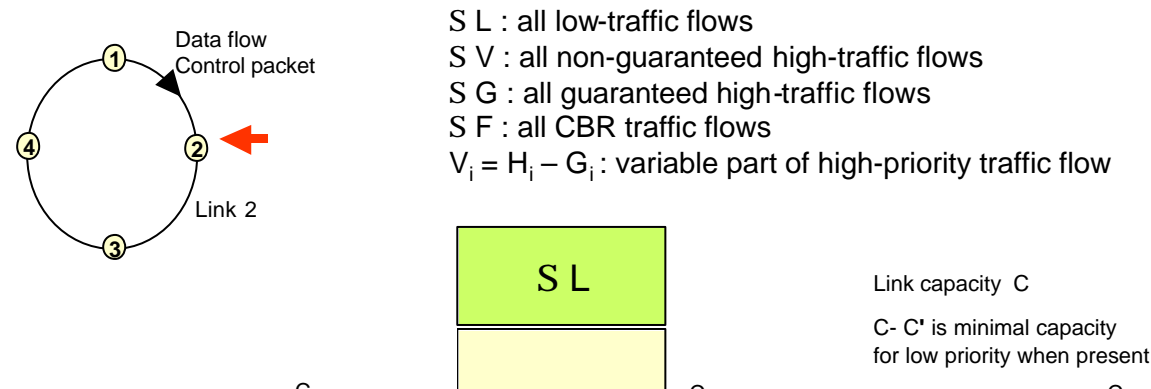 Data flow
Control packet
1
2
3
4
Link 2
S L : all low-traffic flows
S V : all non-guaranteed high-traffic flows
S G : all guaranteed high-traffic flows
S F : all CBR traffic flows
Vi = Hi – Gi : variable part of high-priority traffic flow
S L
Link capacity C
C- C' is minimal capacity
for low priority when present